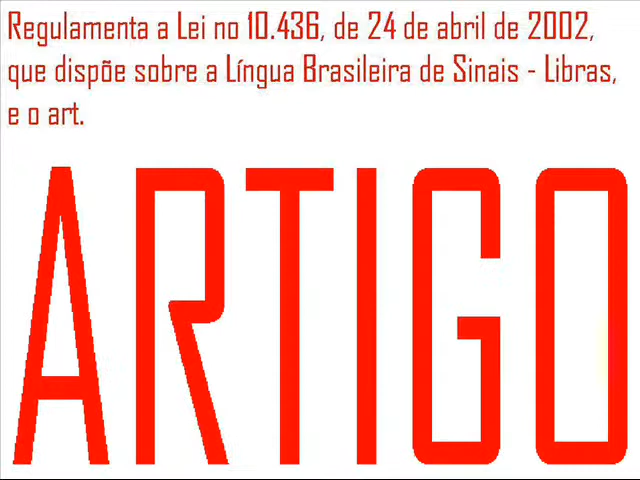 Regulamenta a Lei no 10.436, de 24 de abril de 2002,
que dispõe sobre a Língua Brasileira de Sinais - Libras,
e o art.
ARTIGO